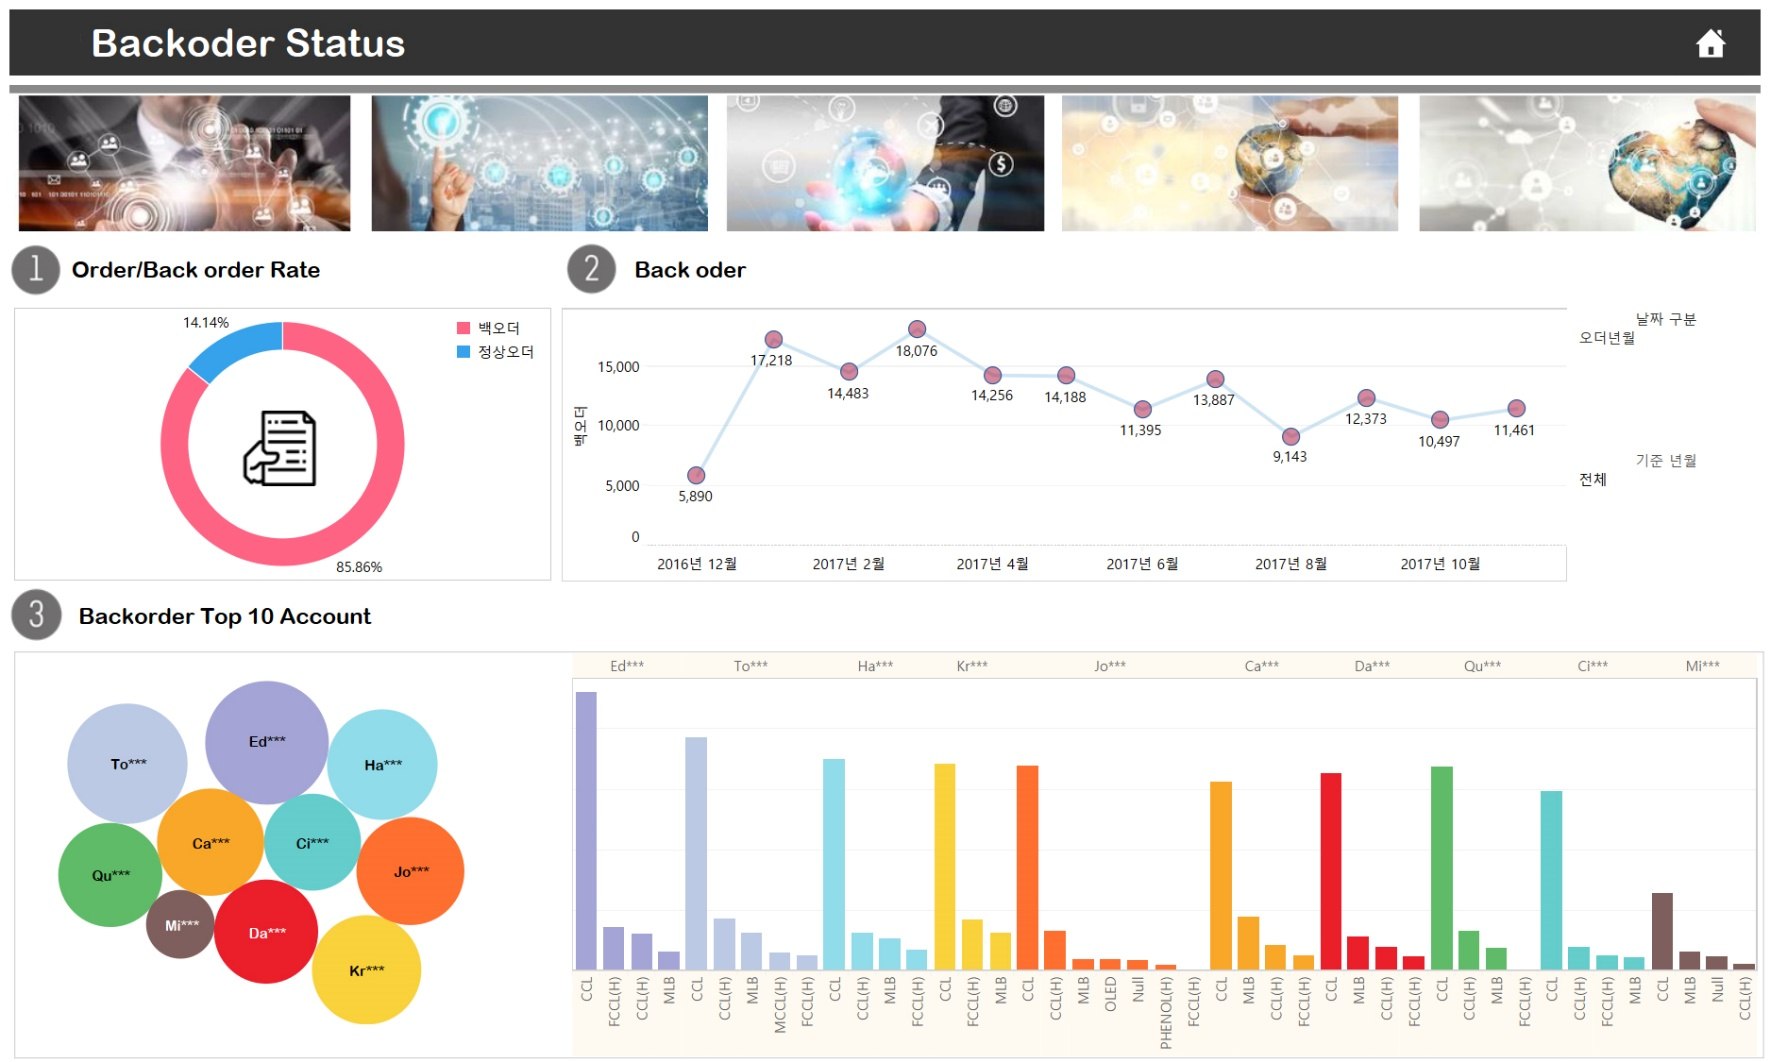 Backoder Status
1 Order/Back order Rate
2 Back oder
14.14%
백오더
정상오더
85.86%
백오더
15,000
10,000
5,000
0
5,890
17,218
14,483
18,076
14,256
14,188
11,395
13,887
9,143
12,373
10,497
11,461
2016년 12월
2017년 2월
2017년 4월
2017년 6월
2017년 8월
2017년 10월
날짜 구분
오더년월
기준 년월
전체
3 Backorder Top 10 Account
To***
Ed***
Ha***
Ca***
Ci***
Qu***
Jo***
Mi***
Da***
Kr***
Ed*** To*** Ha*** Kr*** Jo*** Ca*** Da*** Qu*** Ci*** Mi***
CCL
FCCL(H)
CCL(H)
MLB
CCL
CCL(H)
MLB
MCCL(H)
FCCL(H)
CCL
CCL(H)
MLB
FCCL(H)
CCL
FCCL(H)
MLB
CCL
CCL(H)
MLB
OLED
Null
PHENOL(H)
FCCL(H)
CCL
MLB
CCL(H)
FCCL(H)
CCL
MLB
CCL(H)
FCCL(H)
CCL
CCL(H)
MLB
FCCL(H)
CCL
CCL(H)
FCCL(H)
MLB
CCL
MLB
Null
CCL(H)